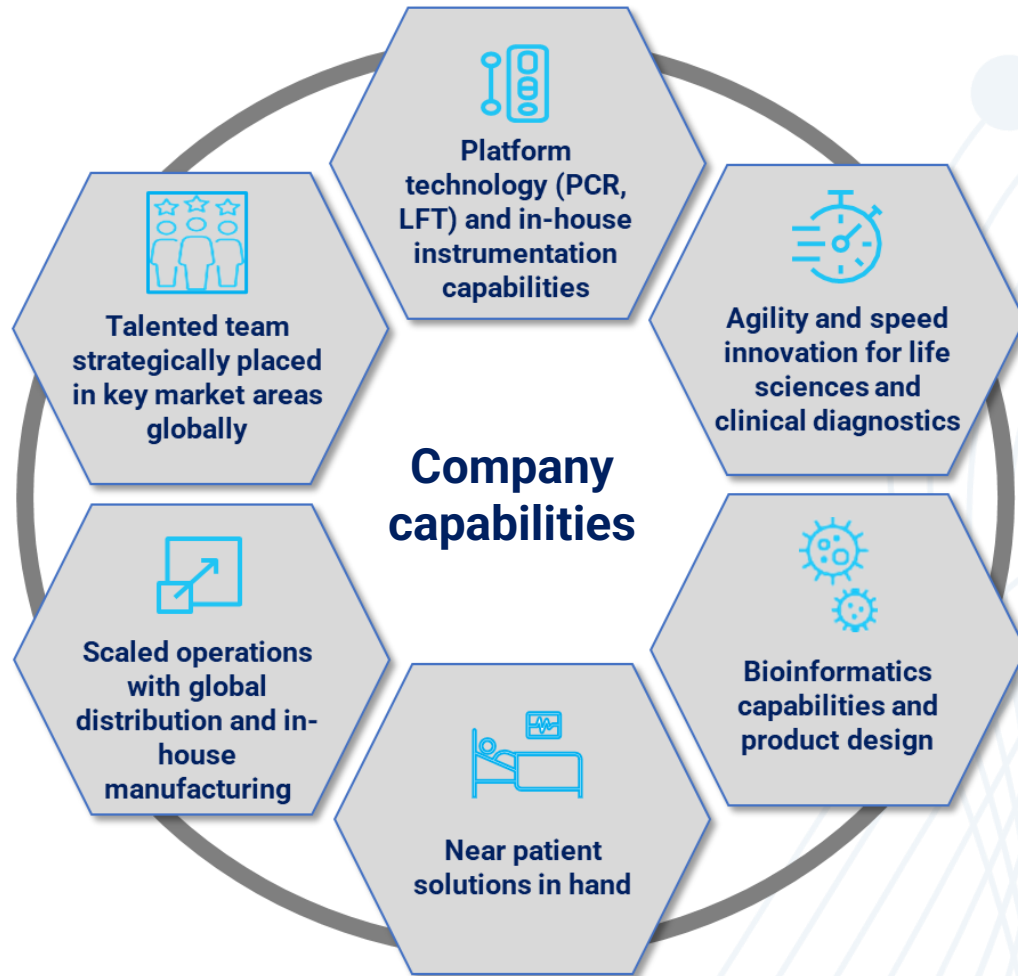 Platform
technology (PCR,
LFT) and in-house
instrumentation
capabilities
Talented team
strategically placed
in key market areas
globally
Agility and speed
innovation for life
sciences and
clinical diagnostics
Company
capabilities
Scaled operations
with global
distribution and in-
house
manufacturing
Bioinformatics
capabilities and
product design
Near patient
solutions in hand